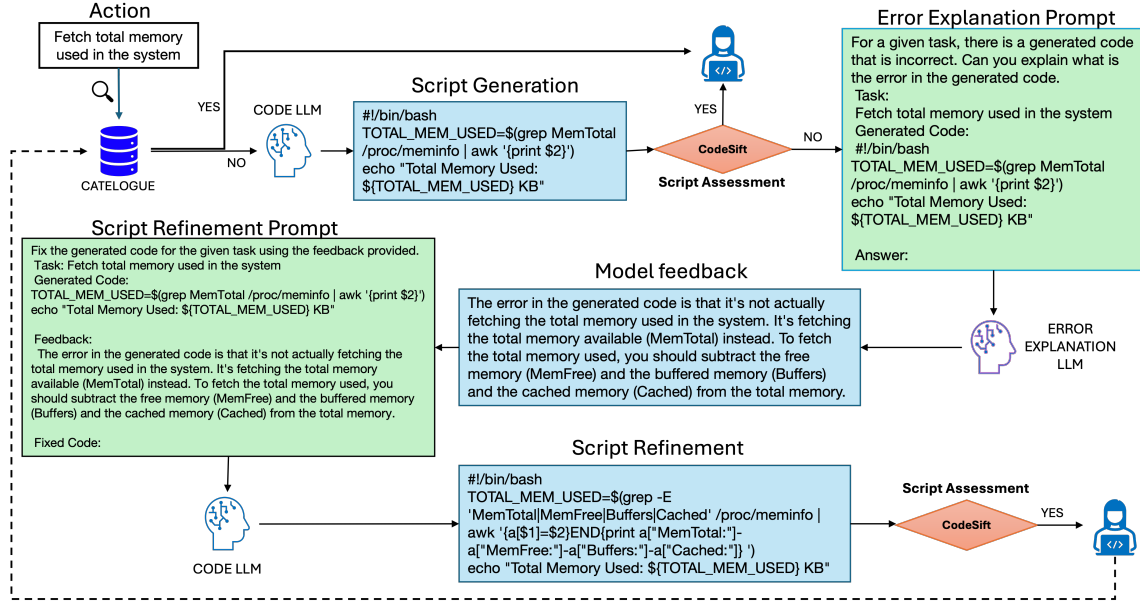 Action
Fetch total memory
used in the system
YES
CATELOGUE
NO
CODE LLM
Script Generation
#!/bin/bash
TOTAL_MEM_USED=$(grep MemTotal
/proc/meminfo | awk '{print $2}')
echo "Total Memory Used:
${TOTAL_MEM_USED} KB"
</>
YES
CodeSift
Script Assessment
NO
Error Explanation Prompt
For a given task, there is a generated code
that is incorrect. Can you explain what is
the error in the generated code.
Task:
Fetch total memory used in the system
Generated Code:
#!/bin/bash
TOTAL_MEM_USED=$(grep MemTotal
/proc/meminfo | awk '{print $2}')
echo "Total Memory Used:
${TOTAL_MEM_USED} KB"
Answer:
ERROR
EXPLANATION
LLM
Model feedback
The error in the generated code is that it's not actually
fetching the total memory used in the system. It's fetching
the total memory available (MemTotal) instead. To fetch
the total memory used, you should subtract the free
memory (MemFree) and the buffered memory (Buffers)
and the cached memory (Cached) from the total memory.
Script Refinement Prompt
Fix the generated code for the given task using the feedback provided.
Task: Fetch total memory used in the system
Generated Code:
TOTAL_MEM_USED=$(grep MemTotal /proc/meminfo | awk '{print $2}')
echo "Total Memory Used: ${TOTAL_MEM_USED} KB"
Feedback:
The error in the generated code is that it's not actually fetching the
total memory used in the system. It's fetching the total memory
available (MemTotal) instead. To fetch the total memory used, you
should subtract the free memory (MemFree) and the buffered memory
(Buffers) and the cached memory (Cached) from the total memory.
Fixed Code:
CODE LLM
Script Refinement
#!/bin/bash
TOTAL_MEM_USED=$(grep -E
'MemTotal|MemFree|Buffers|Cached' /proc/meminfo |
awk '{a[$1]=$2}END{print a["MemTotal:"]-
a["MemFree:"]-a["Buffers:"]-a["Cached:"]} ')
echo "Total Memory Used: ${TOTAL_MEM_USED} KB"
Script Assessment
CodeSift
YES
</>